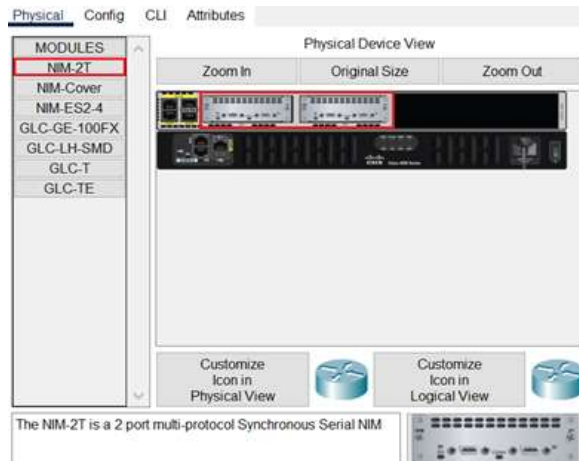 Physical Config CLI Attributes
MODULES
NIM-2T
NIM-Cover
NIM-ES2-4
GLC-GE-100FX
GLC-LH-SMD
GLC-T
GLC-TE
Physical Device View
Zoom In Original Size Zoom Out
Customize
Icon in
Physical View
Customize
Icon in
Logical View
The NIM-2T is a 2 port multi-protocol Synchronous Serial NIM